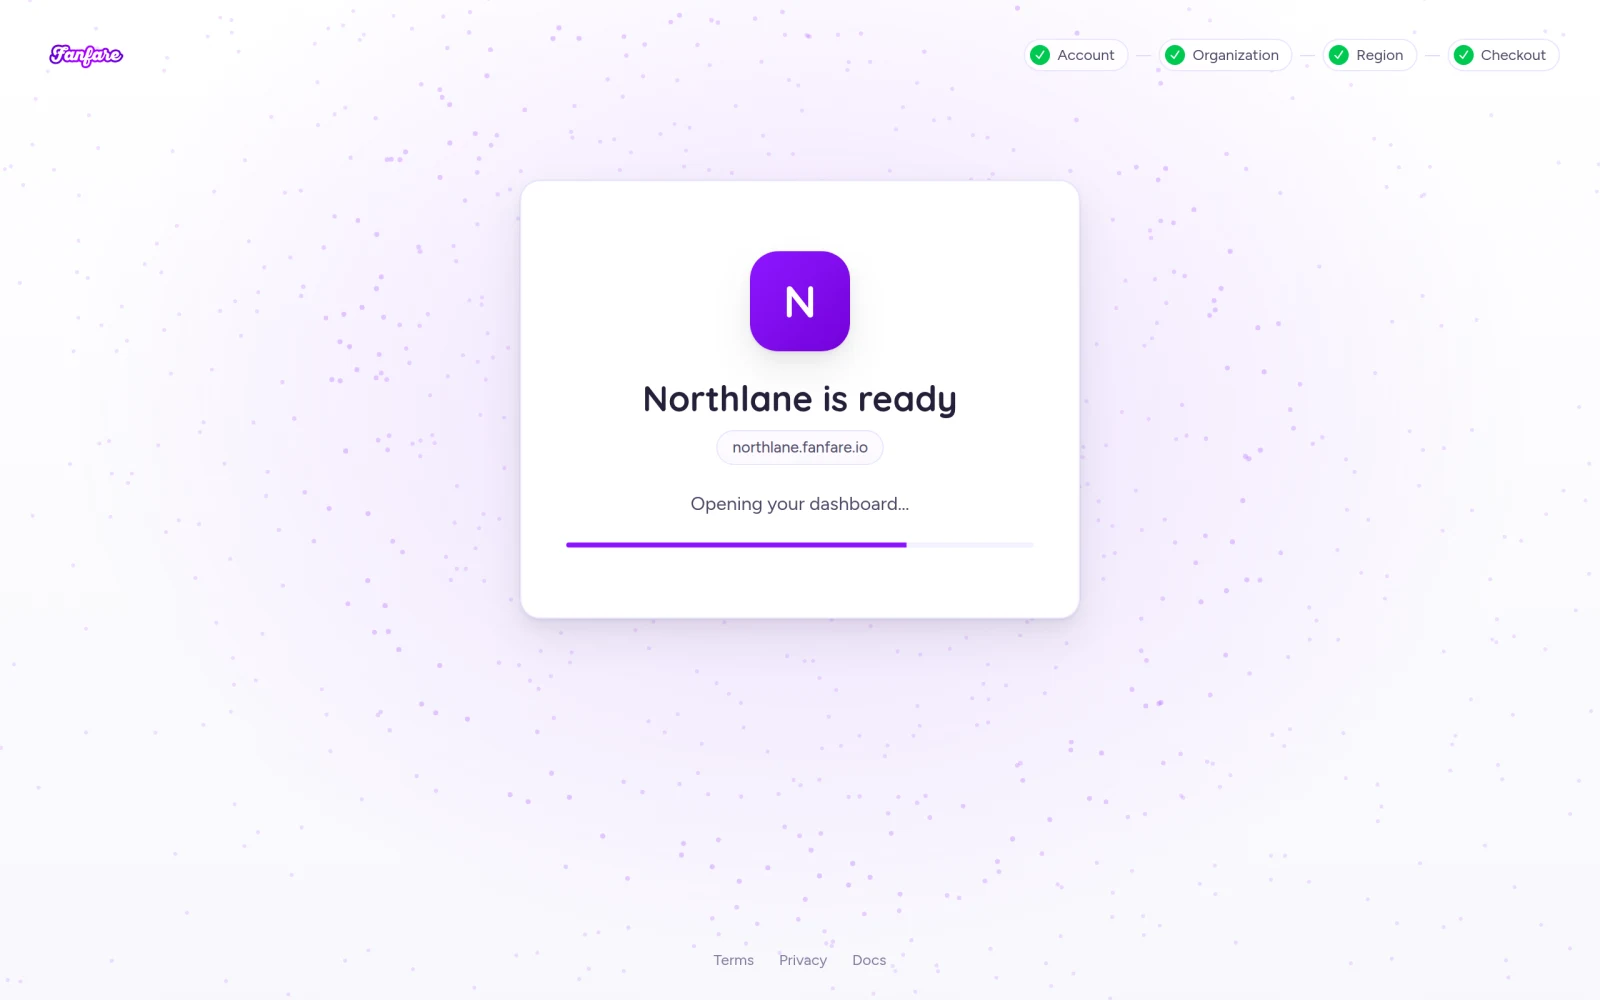 Fanfare
Account
Organization
Region
Checkout
N
Northlane is ready
northlane.fanfare.io
Opening your dashboard...
Terms
Privacy
Docs